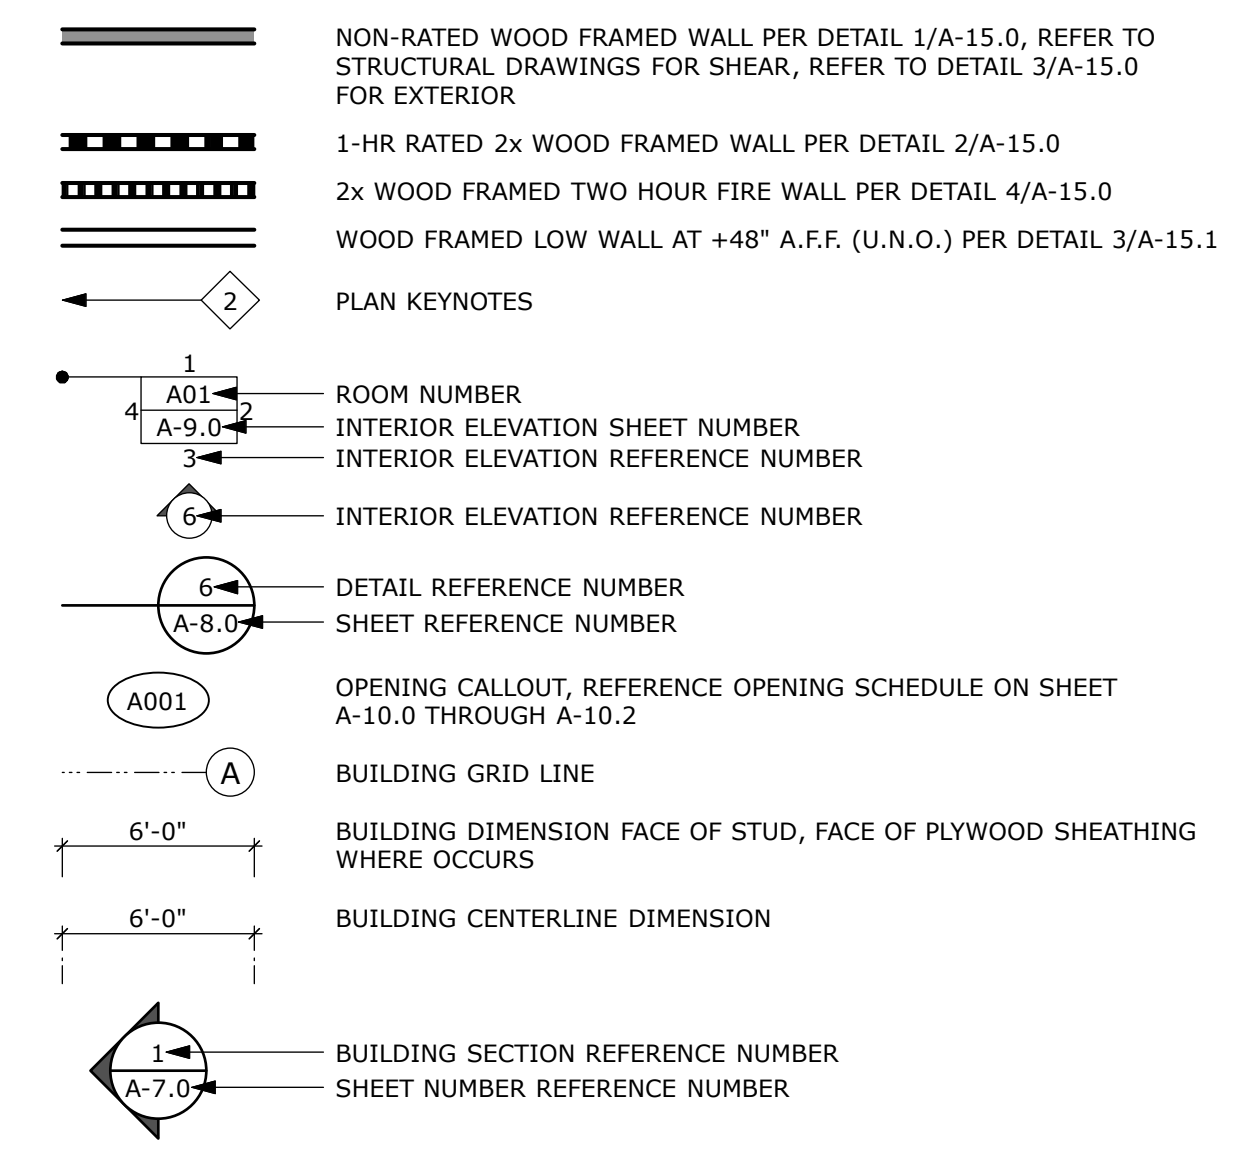 NON-RATED WOOD FRAMED WALL PER DETAIL 1/A-15.0, REFER TO
STRUCTURAL DRAWINGS FOR SHEAR, REFER TO DETAIL 3/A-15.0
FOR EXTERIOR
1-HR RATED 2x WOOD FRAMED WALL PER DETAIL 2/A-15.0
2x WOOD FRAMED TWO HOUR FIRE WALL PER DETAIL 4/A-15.0
WOOD FRAMED LOW WALL AT +48" A.F.F. (U.N.O.) PER DETAIL 3/A-15.1
2 PLAN KEYNOTES
1
A01 ROOM NUMBER
4 2
A-9.0 INTERIOR ELEVATION SHEET NUMBER
3 INTERIOR ELEVATION REFERENCE NUMBER
6 INTERIOR ELEVATION REFERENCE NUMBER
6 DETAIL REFERENCE NUMBER
A-8.0 SHEET REFERENCE NUMBER
A001 OPENING CALLOUT, REFERENCE OPENING SCHEDULE ON SHEET
A-10.0 THROUGH A-10.2
A BUILDING GRID LINE
6'-0" BUILDING DIMENSION FACE OF STUD, FACE OF PLYWOOD SHEATHING
WHERE OCCURS
6'-0" BUILDING CENTERLINE DIMENSION
1 BUILDING SECTION REFERENCE NUMBER
A-7.0 SHEET NUMBER REFERENCE NUMBER